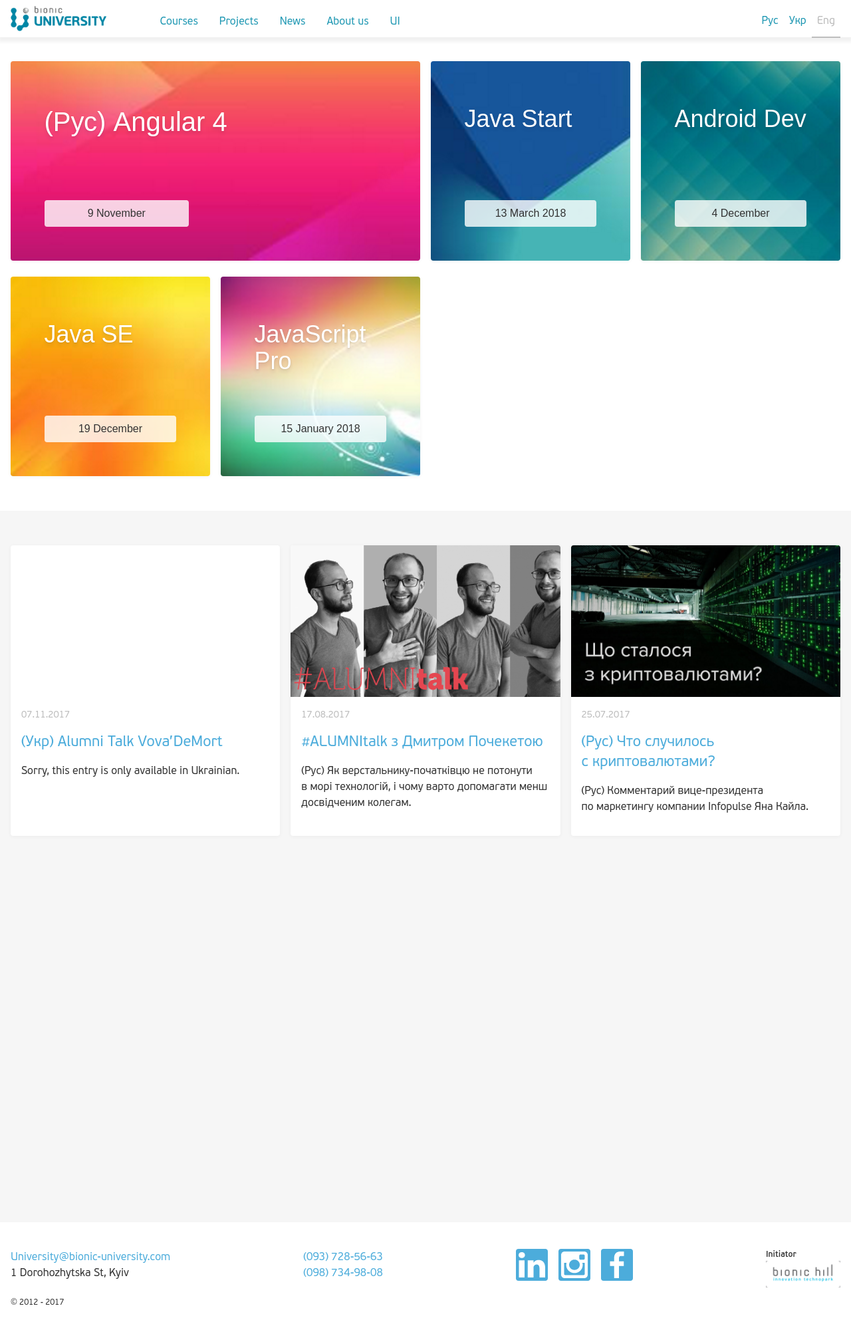 bionic
UNIVERSITY
Courses
Projects
News
About us
UI
Рус
Укр
Eng
(Рус) Angular 4
9 November
Java Start
13 March 2018
Android Dev
4 December
Java SE
19 December
JavaScript
Pro
15 January 2018
07.11.2017
(Укр) Alumni Talk Vova’DeMort
Sorry, this entry is only available in Ukrainian.
#ALUMNItalk
17.08.2017
#ALUMNItalk з Дмитром Почекетою
(Рус) Як верстальнику-початківцю не потонути
в морі технологій, і чому варто допомагати менш
досвідченим колегам.
Що сталося
з криптовалютами?
25.07.2017
(Рус) Что случилось
с криптовалютами?
(Рус) Комментарий вице-президента
по маркетингу компании Infopulse Яна Кайла.
University@bionic-university.com
1 Dorohozhytska St, Kyiv
© 2012 - 2017
(093) 728-56-63
(098) 734-98-08
in
f
Initiator
bionic hill
innovation technopark